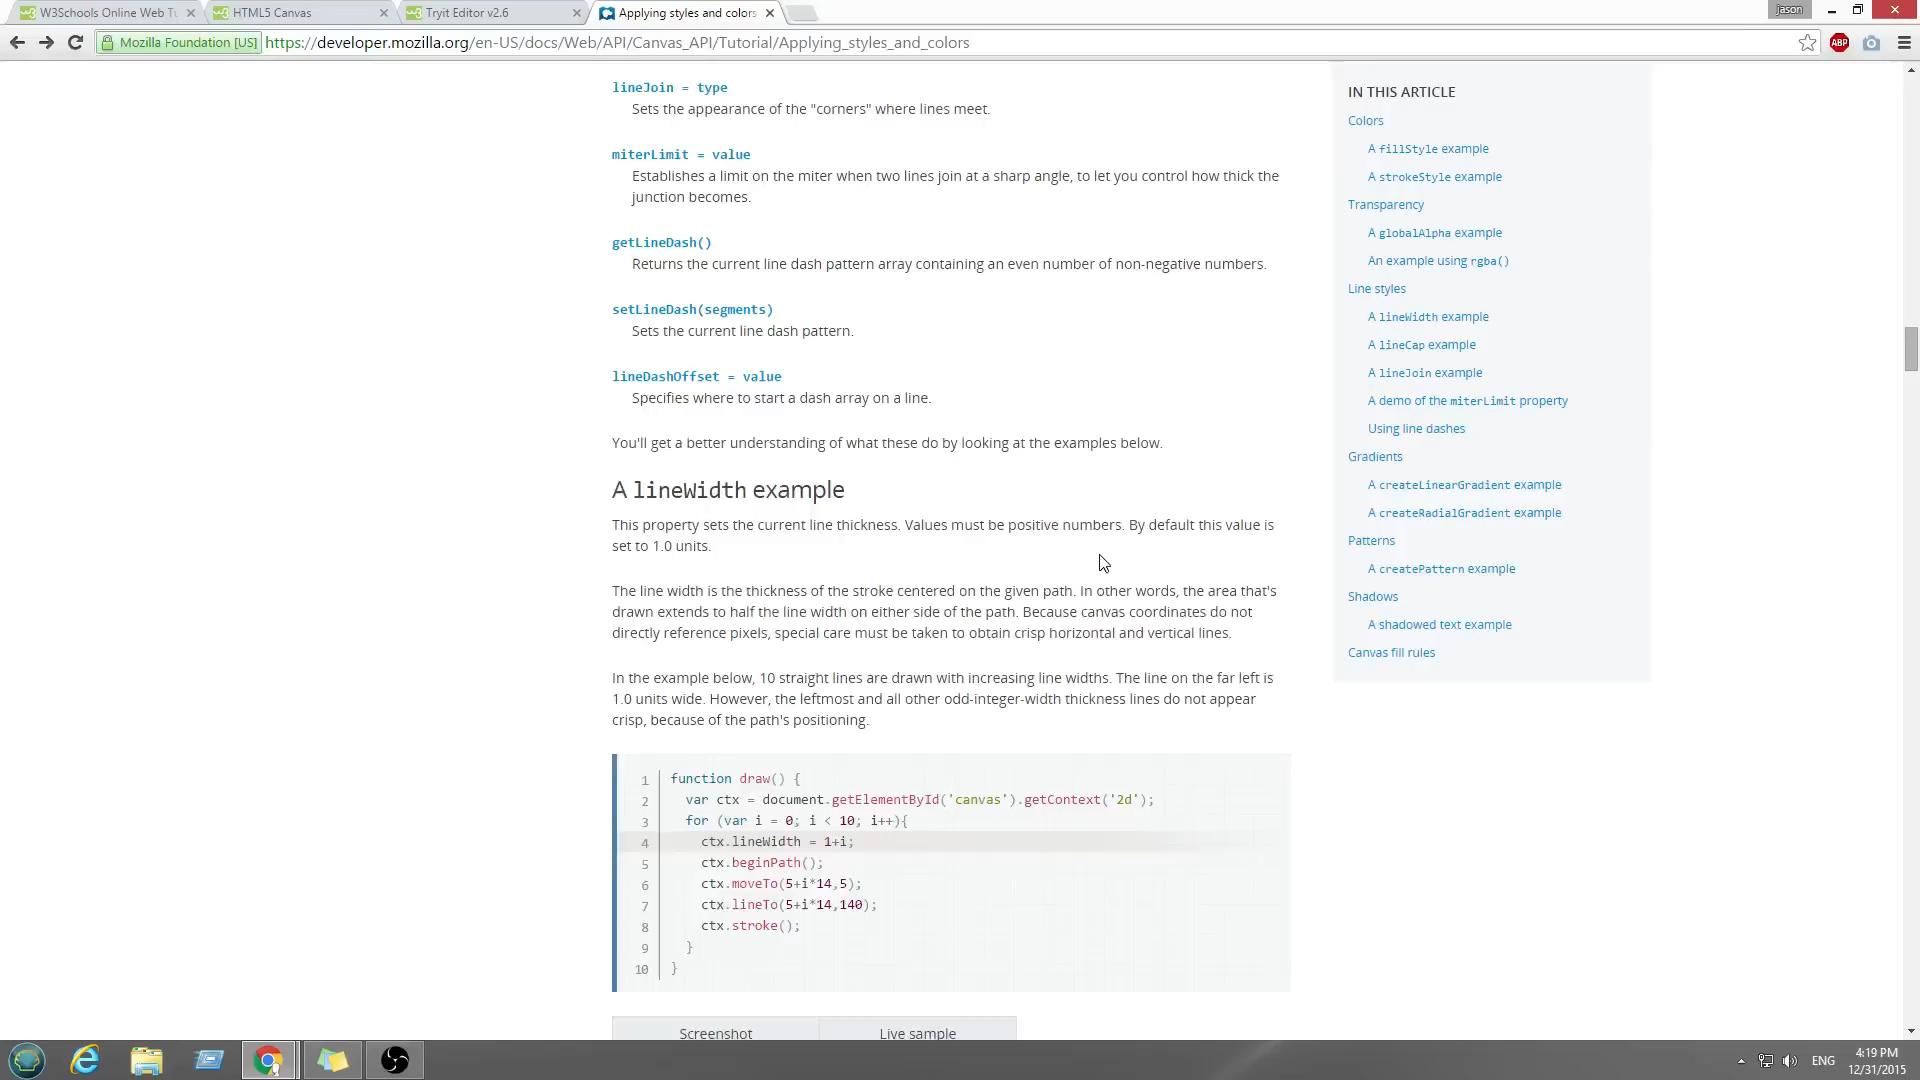 W3Schools Online Web Tu
HTML5 Canvas
Tryit Editor v2.6
Applying styles and colors
jason
Mozilla Foundation [US]
https://developer.mozilla.org/en-US/docs/Web/API/Canvas_API/Tutorial/Applying_styles_and_colors
ABP
lineJoin = type
Sets the appearance of the "corners" where lines meet.
miterLimit = value
Establishes a limit on the miter when two lines join at a sharp angle, to let you control how thick the
junction becomes.
getLineDash()
Returns the current line dash pattern array containing an even number of non-negative numbers.
setLineDash(segments)
Sets the current line dash pattern.
lineDashOffset = value
Specifies where to start a dash array on a line.
You'll get a better understanding of what these do by looking at the examples below.
A lineWidth example
This property sets the current line thickness. Values must be positive numbers. By default this value is
set to 1.0 units.
The line width is the thickness of the stroke centered on the given path. In other words, the area that's
drawn extends to half the line width on either side of the path. Because canvas coordinates do not
directly reference pixels, special care must be taken to obtain crisp horizontal and vertical lines.
In the example below, 10 straight lines are drawn with increasing line widths. The line on the far left is
1.0 units wide. However, the leftmost and all other odd-integer-width thickness lines do not appear
crisp, because of the path's positioning.
1 function draw() {
2 var ctx = document.getElementById('canvas').getContext('2d');
3 for (var i = 0; i < 10; i++){
4 ctx.lineWidth = 1+i;
5 ctx.beginPath();
6 ctx.moveTo(5+i*14,5);
7 ctx.lineTo(5+i*14,140);
8 ctx.stroke();
9 }
10 }
Screenshot
Live sample
IN THIS ARTICLE
Colors
A fillStyle example
A strokeStyle example
Transparency
A globalAlpha example
An example using rgba()
Line styles
A lineWidth example
A lineCap example
A lineJoin example
A demo of the miterLimit property
Using line dashes
Gradients
A createLinearGradient example
A createRadialGradient example
Patterns
A createPattern example
Shadows
A shadowed text example
Canvas fill rules
ENG
4:19 PM
12/31/2015